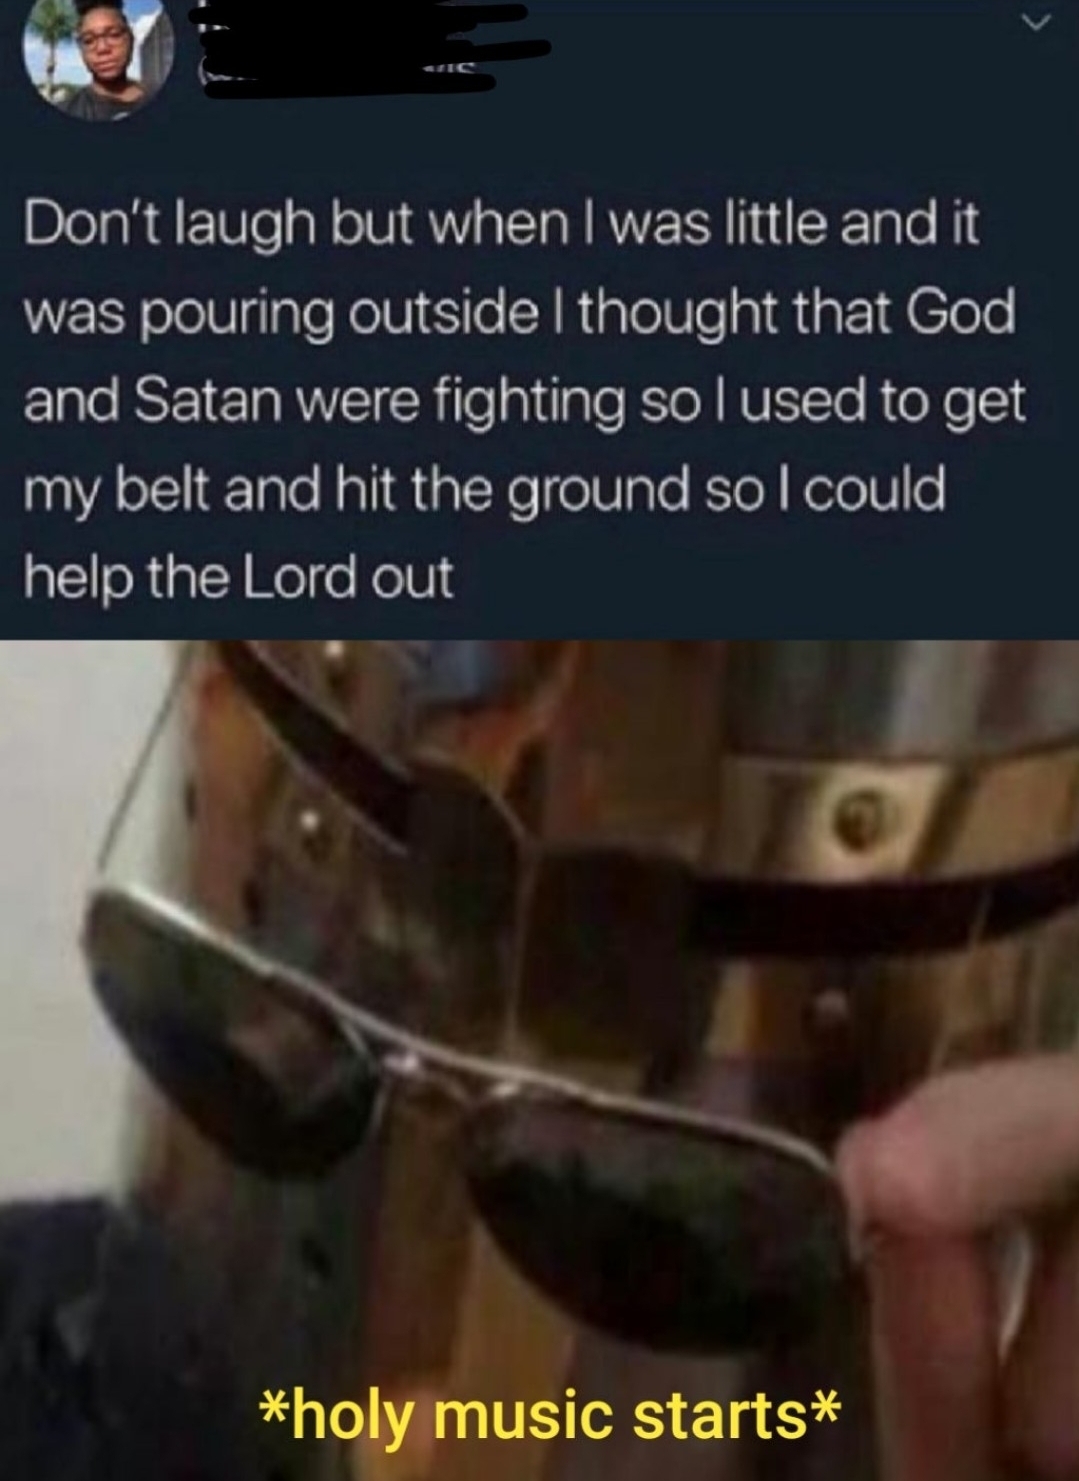 Don't laugh but when I was little and it
was pouring outside I thought that God
and Satan were fighting so I used to get
my belt and hit the ground so I could
help the Lord out
*holy music starts*